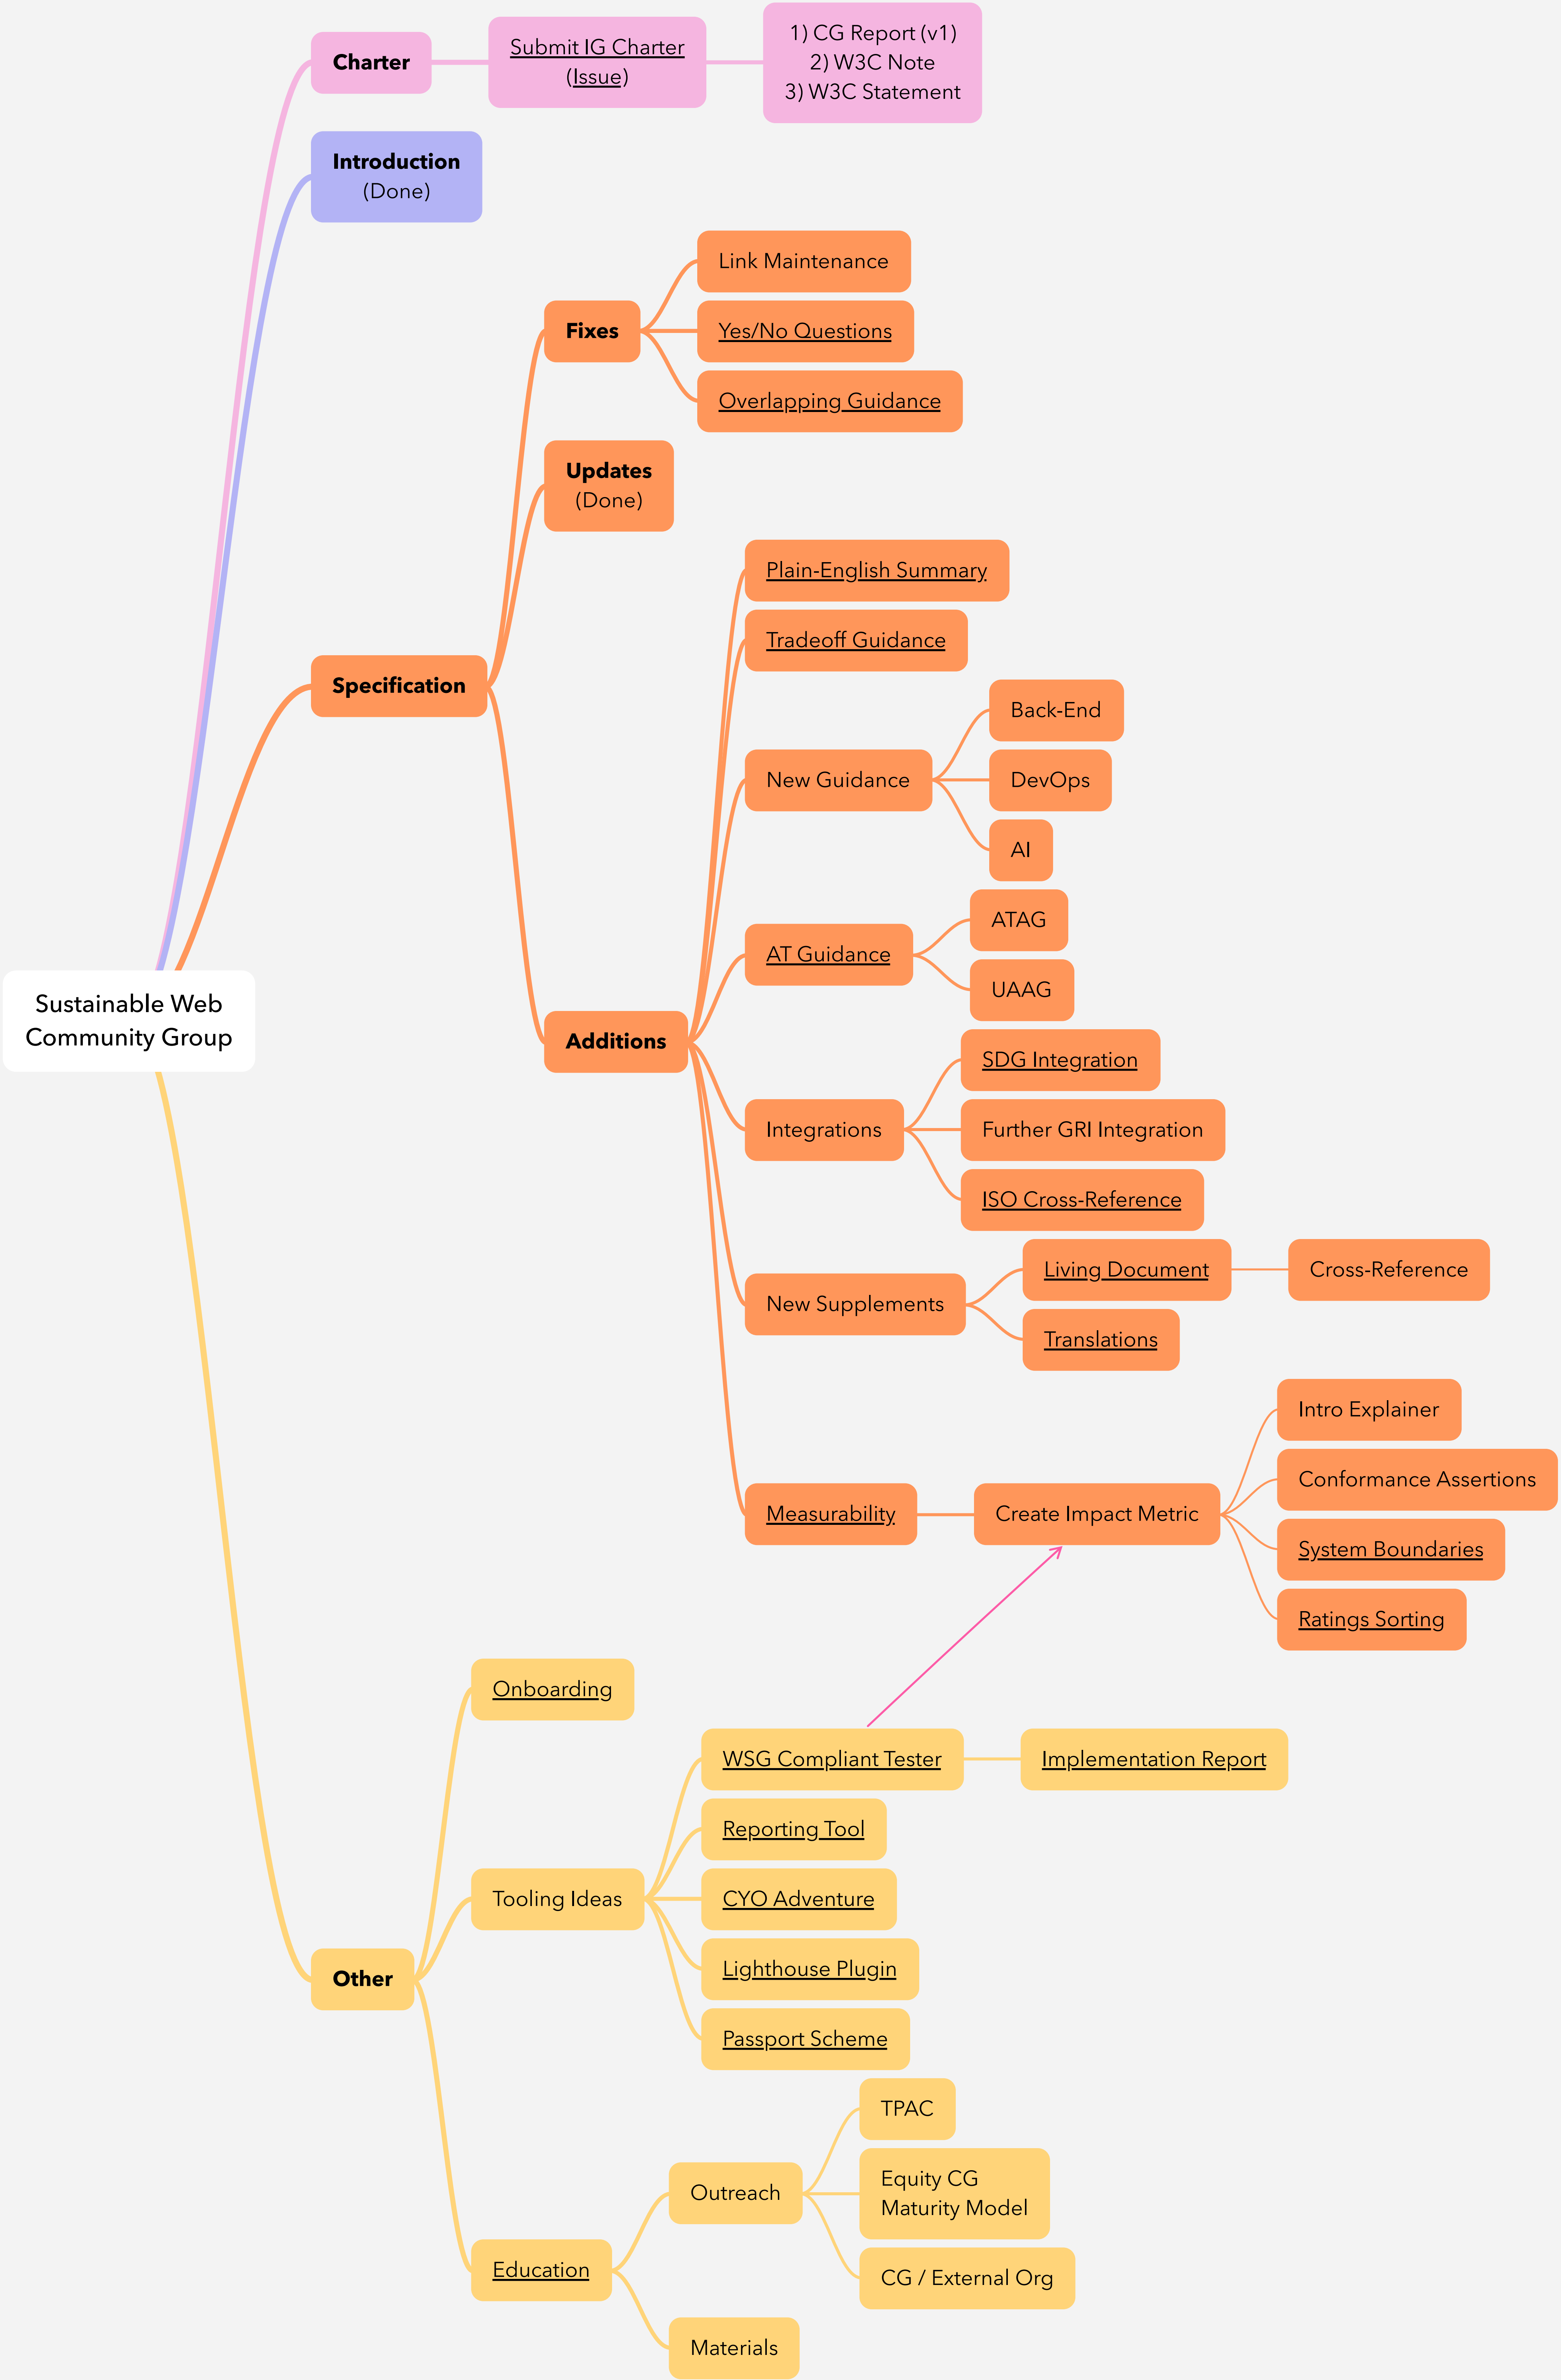 Charter
Submit IG Charter
(Issue)
1) CG Report (v1)
2) W3C Note
3) W3C Statement
Introduction
(Done)
Link Maintenance
Fixes
Yes/No Questions
Overlapping Guidance
Updates
(Done)
Plain-English Summary
Tradeoff Guidance
Specification
Back-End
New Guidance
DevOps
AI
ATAG
AT Guidance
UAAG
Sustainable Web
Community Group
Additions
SDG Integration
Integrations
Further GRI Integration
ISO Cross-Reference
Living Document
Cross-Reference
New Supplements
Translations
Intro Explainer
Conformance Assertions
Measurability
Create Impact Metric
System Boundaries
Ratings Sorting
Onboarding
WSG Compliant Tester
Implementation Report
Reporting Tool
Tooling Ideas
CYO Adventure
Lighthouse Plugin
Other
Passport Scheme
TPAC
Outreach
Equity CG
Maturity Model
Education
CG / External Org
Materials